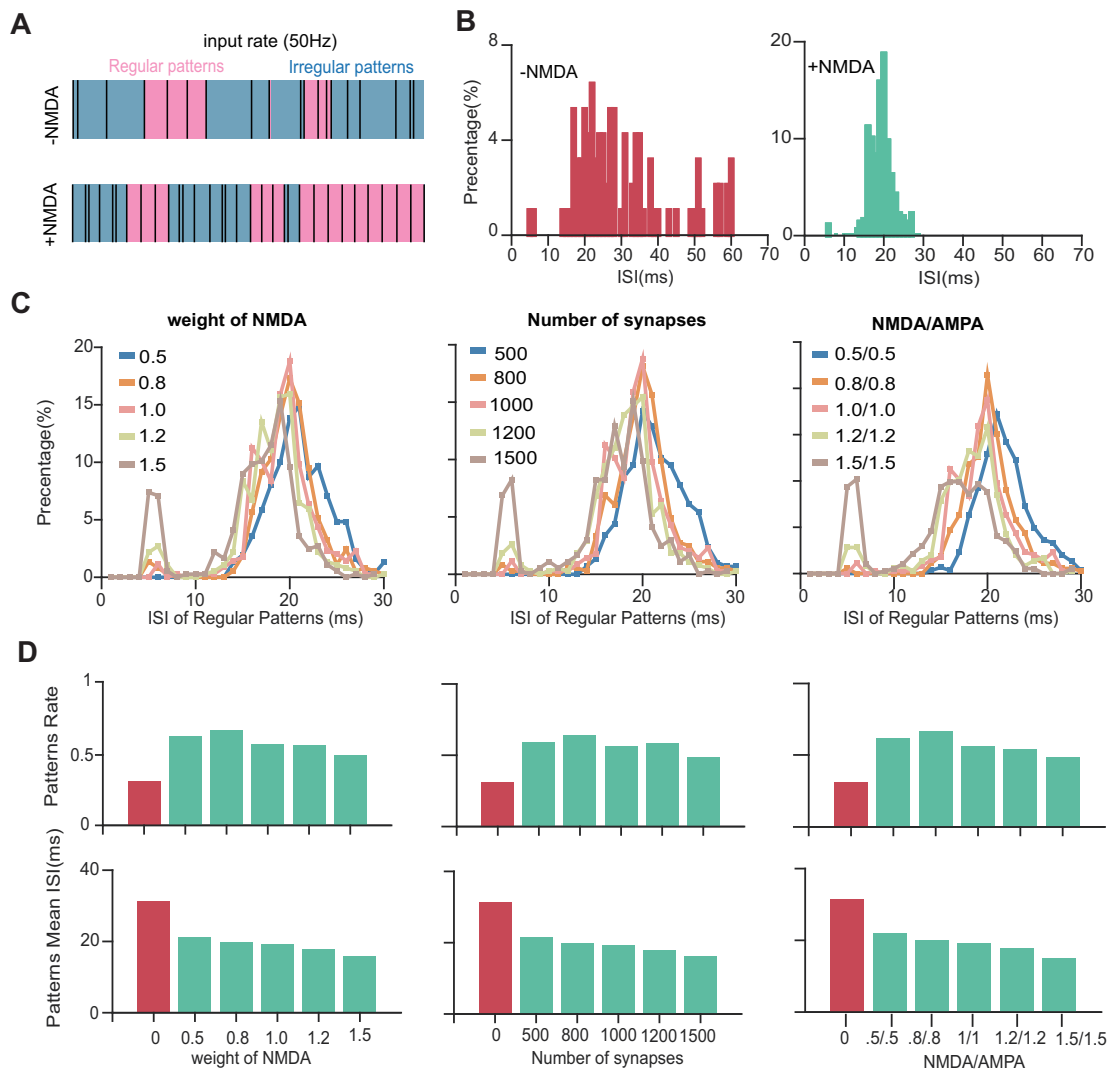 A
input rate (50Hz)
Regular patterns
Irregular patterns
-NMDA
+NMDA
B
Precentage(%)
8
4
0
-NMDA
0 10 20 30 40 50 60 70
ISI(ms)
20
10
0
+NMDA
0 10 20 30 40 50 60 70
ISI(ms)
C
weight of NMDA
Precentage(%)
20
15
10
5
0
0.5
0.8
1.0
1.2
1.5
0 10 20 30
ISI of Regular Patterns (ms)
Number of synapses
500
800
1000
1200
1500
0 10 20 30
ISI of Regular Patterns (ms)
NMDA/AMPA
0.5/0.5
0.8/0.8
1.0/1.0
1.2/1.2
1.5/1.5
0 10 20 30
ISI of Regular Patterns (ms)
D
Patterns Rate
1
0.5
0
Patterns Mean ISI(ms)
40
20
0
0 0.5 0.8 1.0 1.2 1.5
weight of NMDA
0 500 800 1000 1200 1500
Number of synapses
0 .5/.5 .8/.8 1/1 1.2/1.2 1.5/1.5
NMDA/AMPA